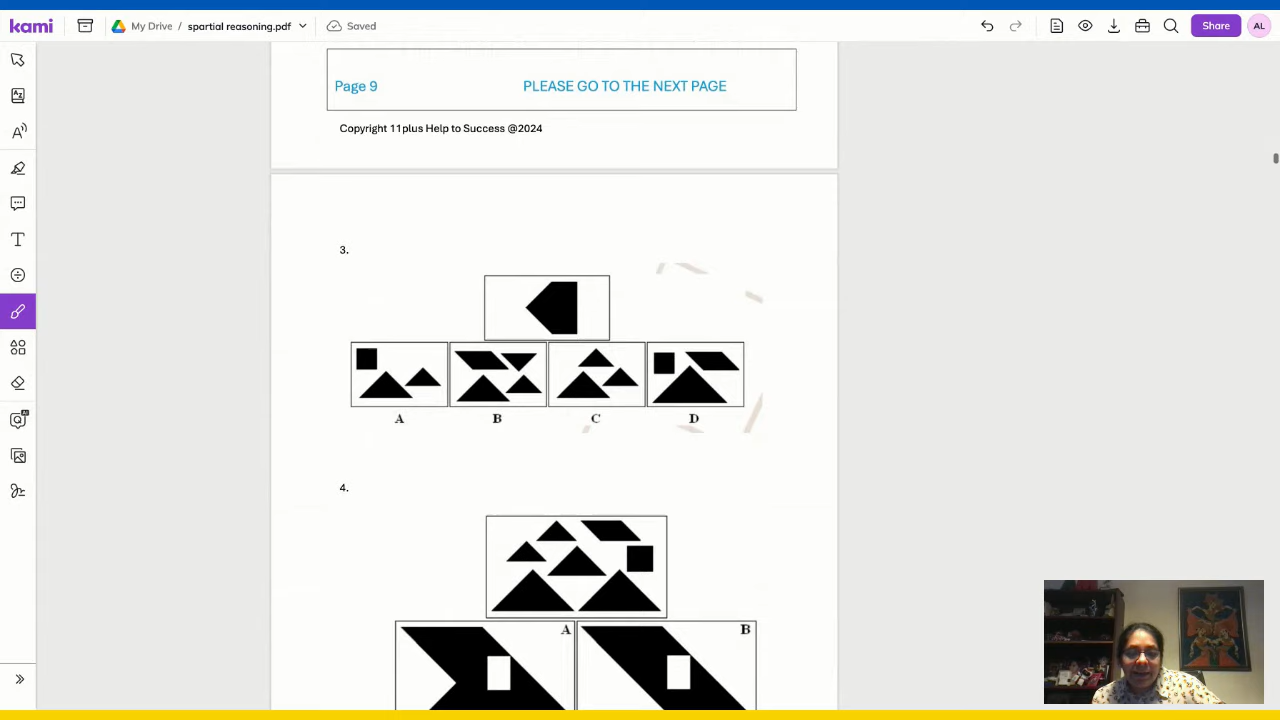 kami My Drive / spartial reasoning.pdf Saved Share AL
Page 9 PLEASE GO TO THE NEXT PAGE
Copyright 11plus Help to Success @2024
3.
A B C D
4.
A B